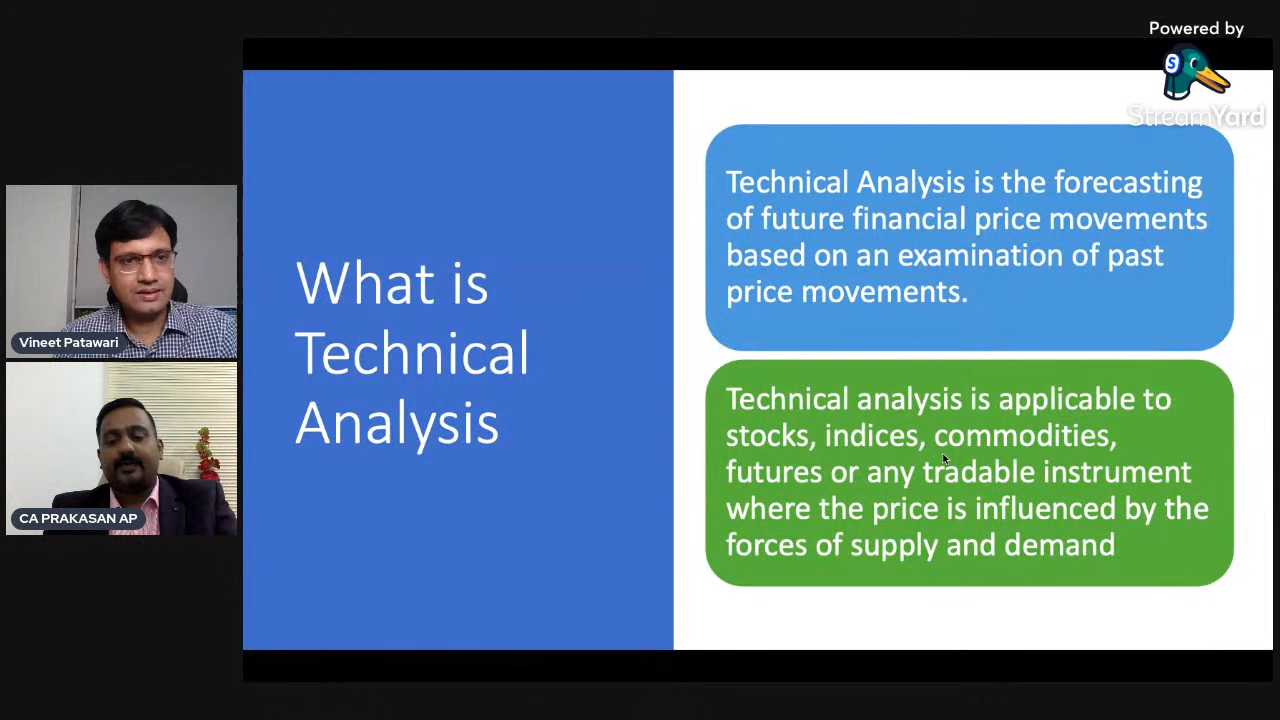 Powered by
StreamYard
S
What is
Technical
Analysis
Technical Analysis is the forecasting
of future financial price movements
based on an examination of past
price movements.
Technical analysis is applicable to
stocks, indices, commodities,
futures or any tradable instrument
where the price is influenced by the
forces of supply and demand
Vineet Patawari
CA PRAKASAN AP